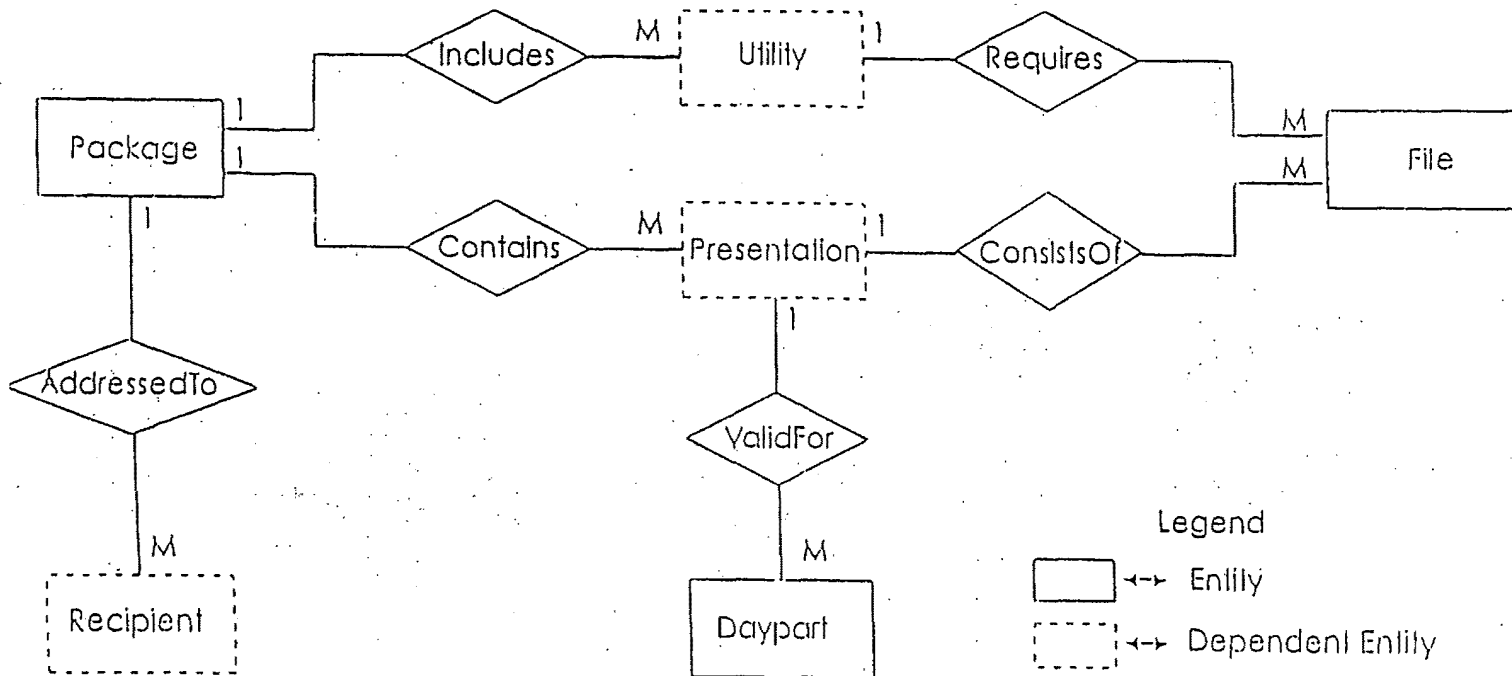 M
Includes
Utility
1
Requires
1
Package
1
M
File
M
M
1
Contains
Presentation
1
ConsistsOf
1
AddressedTo
ValidFor
M
M
Recipient
Daypart
Legend
Entity
Dependent Entity